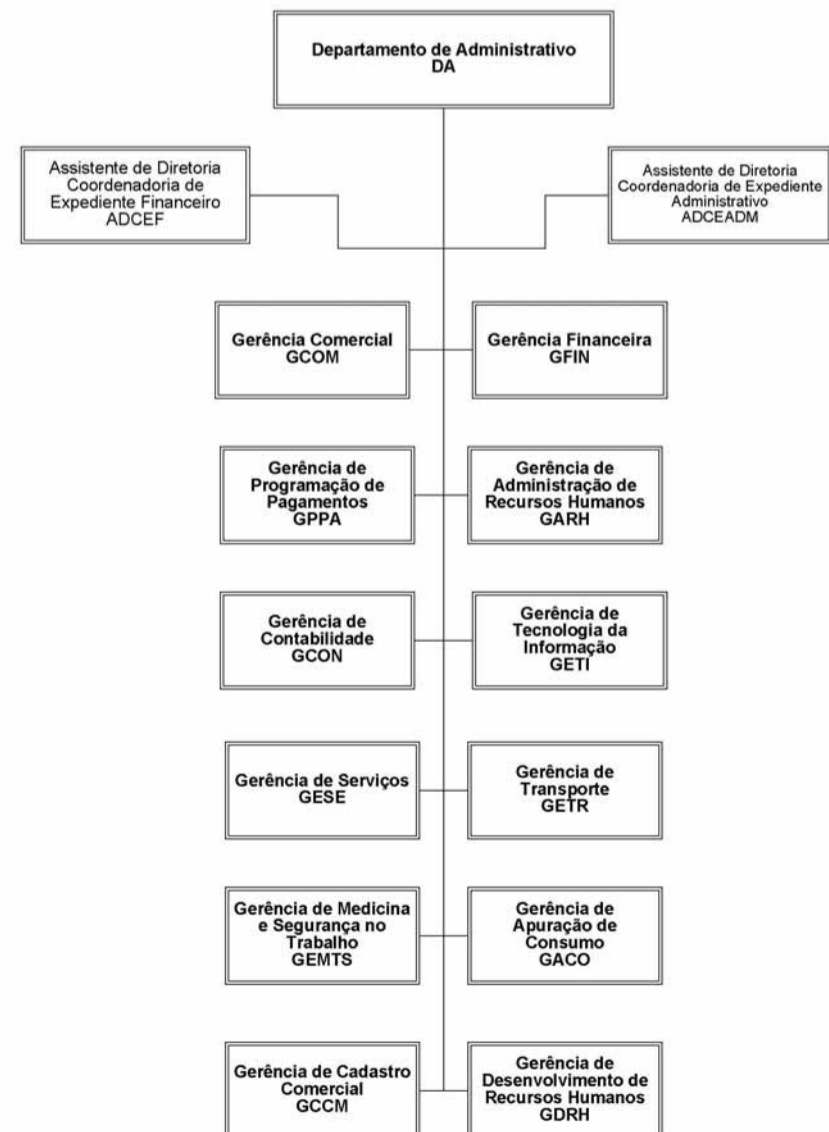 Departamento de Administrativo
DA
Assistente de Diretoria
Coordenadoria de
Expediente Financeiro
ADCEF
Assistente de Diretoria
Coordenadoria de Expediente
Administrativo
ADCEADM
Gerência Comercial
GCOM
Gerência Financeira
GFIN
Gerência de
Programação de
Pagamentos
GPPA
Gerência de
Administração de
Recursos Humanos
GARH
Gerência de
Contabilidade
GCON
Gerência de
Tecnologia da
Informação
GETI
Gerência de Serviços
GESE
Gerência de
Transporte
GETR
Gerência de Medicina
e Segurança no
Trabalho
GEMTS
Gerência de
Apuração de
Consumo
GACO
Gerência de Cadastro
Comercial
GCCM
Gerência de
Desenvolvimento de
Recursos Humanos
GDRH